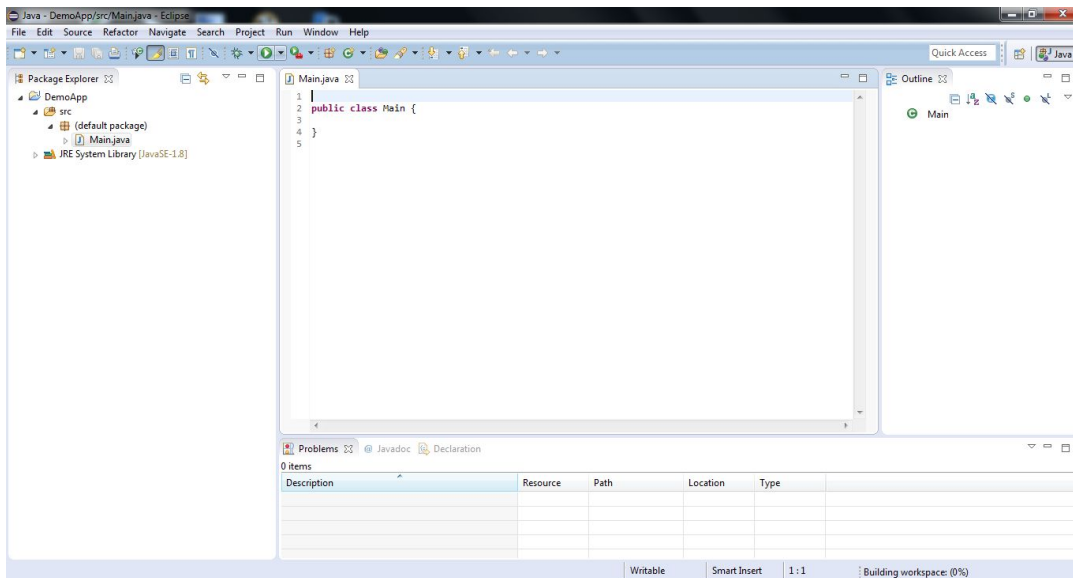 Java - DemoApp/src/Main.java - Eclipse
File Edit Source Refactor Navigate Search Project Run Window Help
Quick Access
Java
Package Explorer
DemoApp
src
(default package)
Main.java
JRE System Library [JavaSE-1.8]
Main.java
1
2 public class Main {
3
4 }
5
Outline
Main
Problems @ Javadoc Declaration
0 items
Description Resource Path Location Type
Writable Smart Insert 1 : 1 Building workspace: (0%)